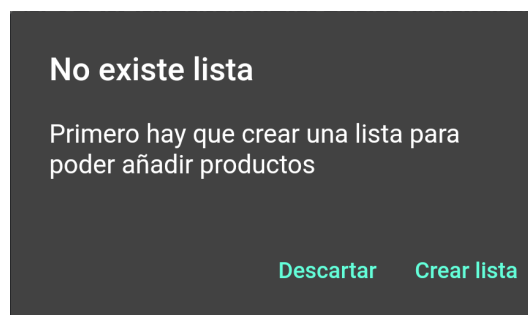 No existe lista
Primero hay que crear una lista para
poder añadir productos
Descartar Crear lista